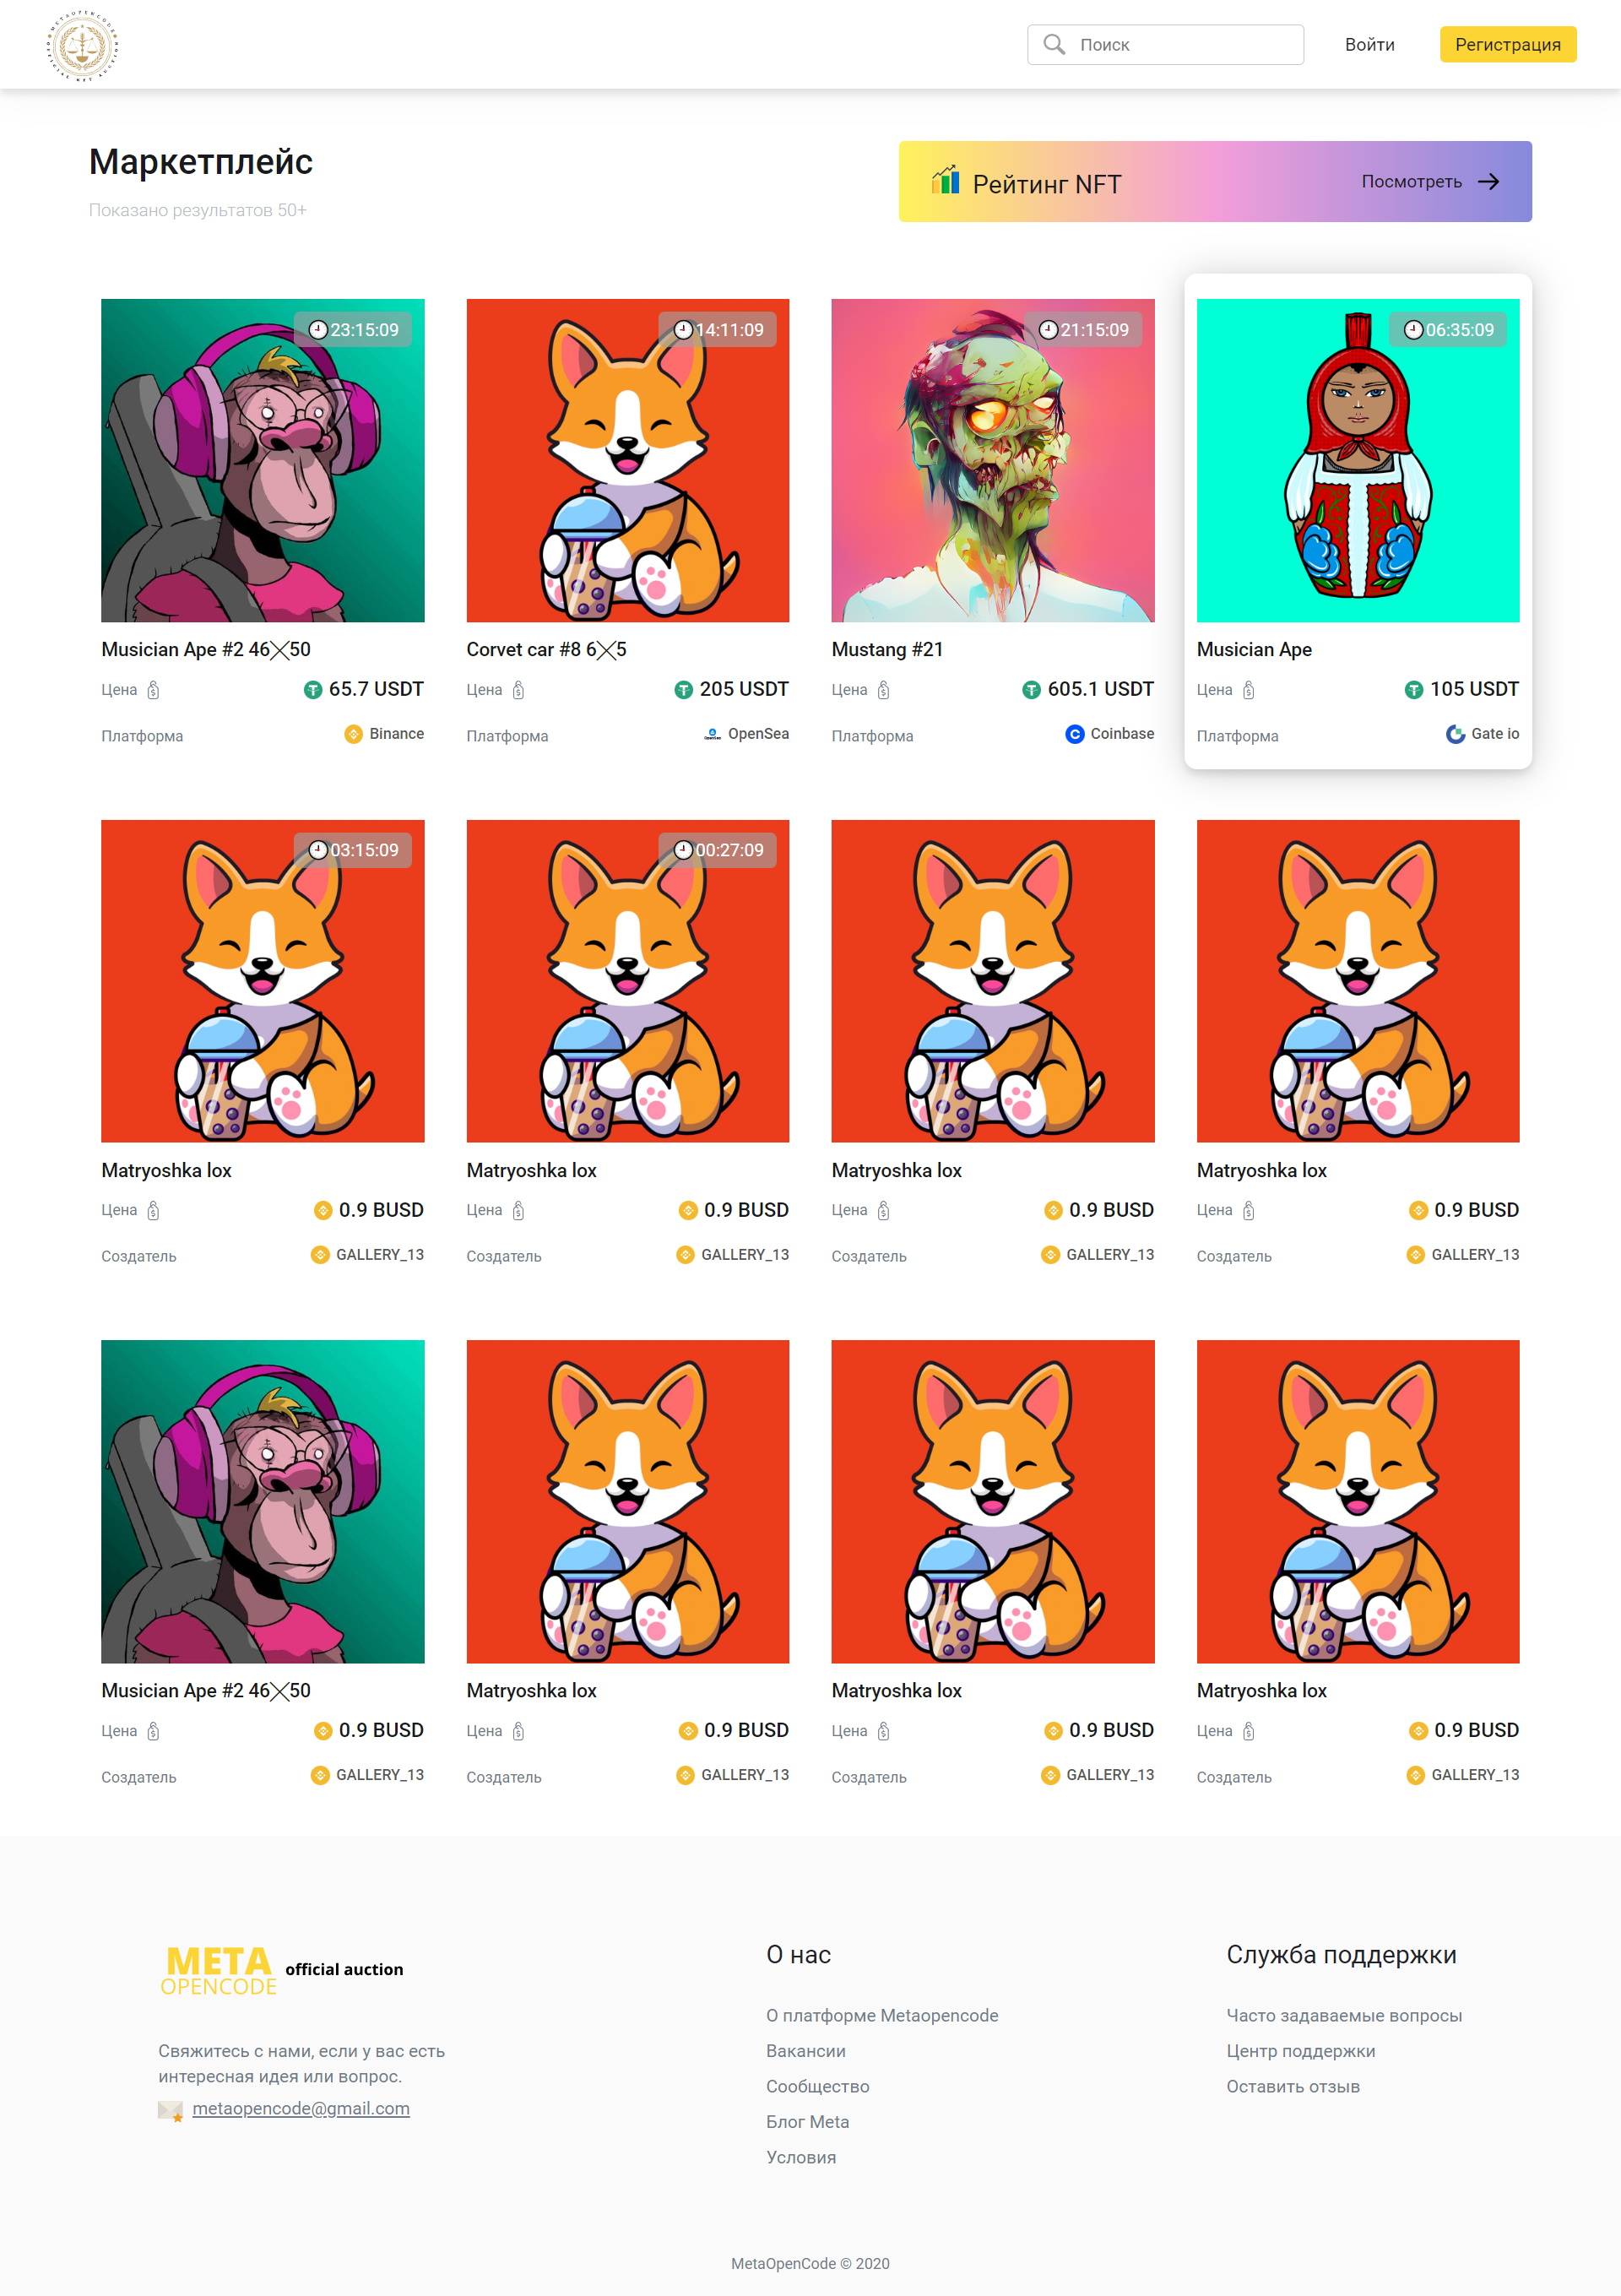 METAOPENCODE
OFFICIAL NFT AUCTION
Поиск
Войти
Регистрация
Маркетплейс
Показано результатов 50+
Рейтинг NFT
Посмотреть
23:15:09
14:11:09
21:15:09
06:35:09
Musician Ape #2 46╳50
Corvet car #8 6╳5
Mustang #21
Musician Ape
Цена 65.7 USDT
Цена 205 USDT
Цена 605.1 USDT
Цена 105 USDT
Платформа Binance
Платформа OpenSea
Платформа Coinbase
Платформа Gate io
03:15:09
00:27:09
Matryoshka lox
Matryoshka lox
Matryoshka lox
Matryoshka lox
Цена 0.9 BUSD
Цена 0.9 BUSD
Цена 0.9 BUSD
Цена 0.9 BUSD
Создатель GALLERY_13
Создатель GALLERY_13
Создатель GALLERY_13
Создатель GALLERY_13
Musician Ape #2 46╳50
Matryoshka lox
Matryoshka lox
Matryoshka lox
Цена 0.9 BUSD
Цена 0.9 BUSD
Цена 0.9 BUSD
Цена 0.9 BUSD
Создатель GALLERY_13
Создатель GALLERY_13
Создатель GALLERY_13
Создатель GALLERY_13
META
OPENCODE
official auction
Свяжитесь с нами, если у вас есть
интересная идея или вопрос.
metaopencode@gmail.com
О нас
О платформе Metaopencode
Вакансии
Сообщество
Блог Meta
Условия
Служба поддержки
Часто задаваемые вопросы
Центр поддержки
Оставить отзыв
MetaOpenCode © 2020